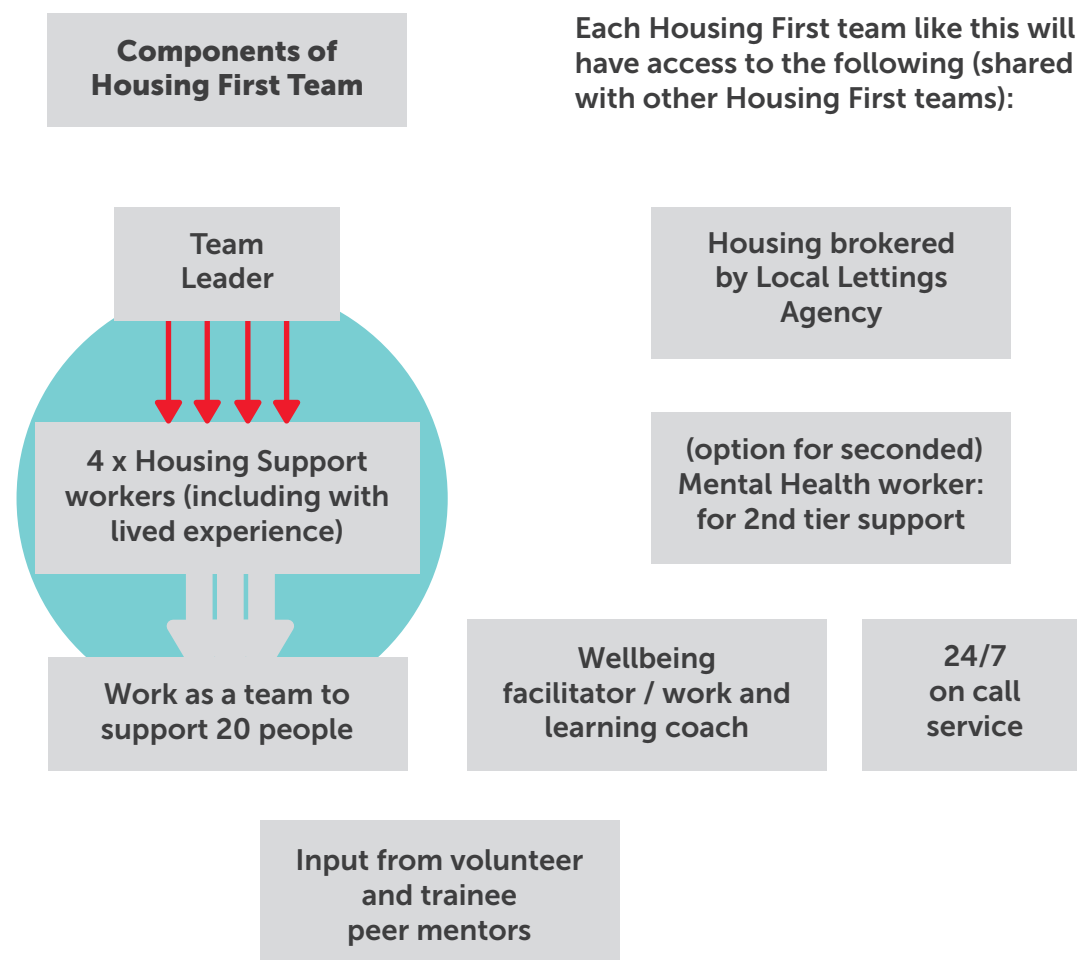 Components of
Housing First Team
Each Housing First team like this will
have access to the following (shared
with other Housing First teams):
Team
Leader
4 x Housing Support
workers (including with
lived experience)
Work as a team to
support 20 people
Housing brokered
by Local Lettings
Agency
(option for seconded)
Mental Health worker:
for 2nd tier support
Wellbeing
facilitator / work and
learning coach
24/7
on call
service
Input from volunteer
and trainee
peer mentors